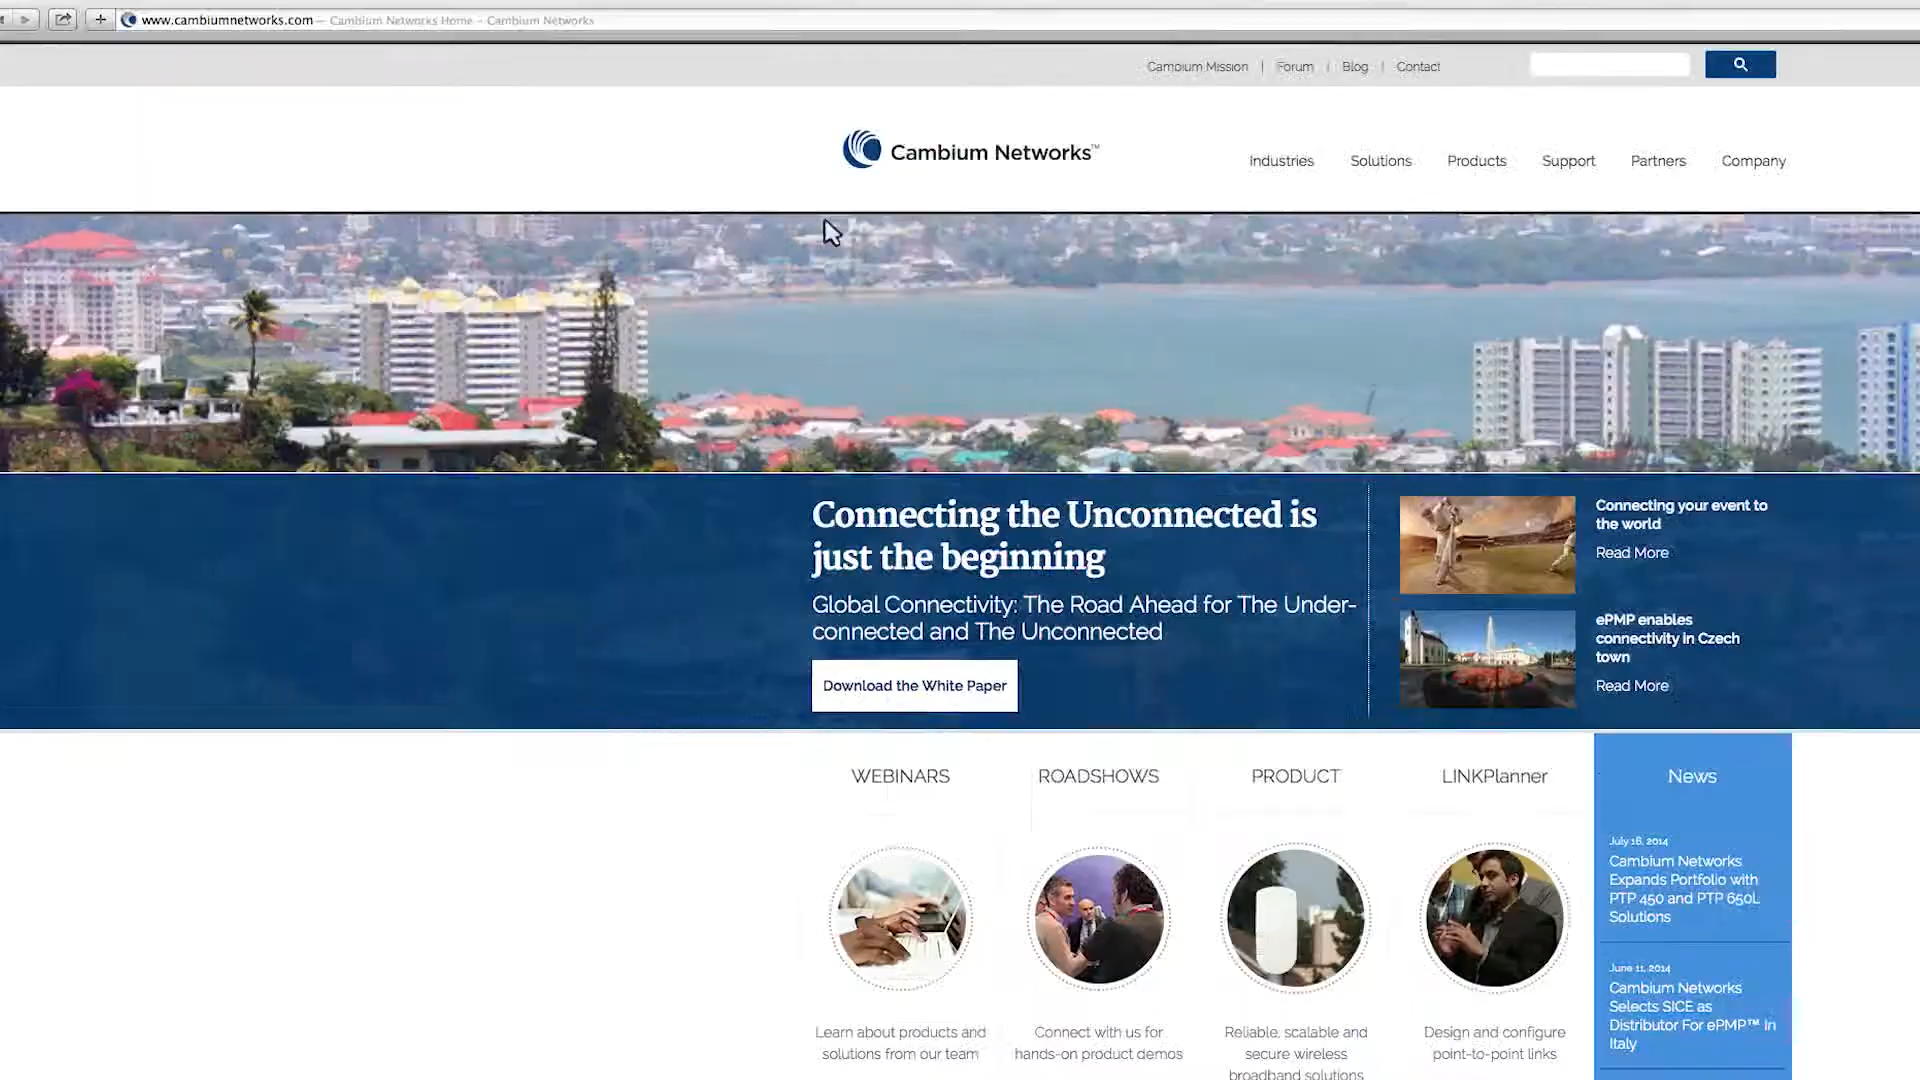 www.cambiumnetworks.com — Cambium Networks Home – Cambium Networks
Cambium Mission | Forum | Blog | Contact
Cambium Networks™
Industries Solutions Products Support Partners Company
Connecting the Unconnected is
just the beginning
Global Connectivity: The Road Ahead for The Under-
connected and The Unconnected
Download the White Paper
Connecting your event to
the world
Read More
ePMP enables
connectivity in Czech
town
Read More
WEBINARS
Learn about products and
solutions from our team
ROADSHOWS
Connect with us for
hands-on product demos
PRODUCT
Reliable, scalable and
secure wireless
broadband solutions
LINKPlanner
Design and configure
point-to-point links
News
July 16, 2014
Cambium Networks
Expands Portfolio with
PTP 450 and PTP 650L
Solutions
June 11, 2014
Cambium Networks
Selects SICE as
Distributor For ePMP™ In
Italy